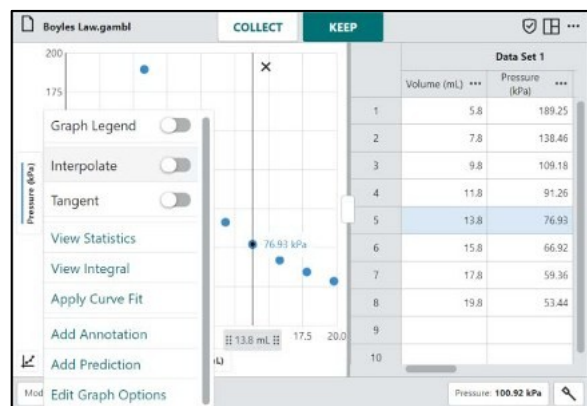 Boyles Law.gambl
COLLECT
KEEP
200
175
Pressure (kPa)
Graph Legend
Interpolate
Tangent
View Statistics
View Integral
Apply Curve Fit
Add Annotation
Add Prediction
Edit Graph Options
76.93 kPa
13.8 mL
17.5
20.0
L)
Mod
Data Set 1
Volume (mL) ••• Pressure (kPa) •••
1 5.8 189.25
2 7.8 138.46
3 9.8 109.18
4 11.8 91.26
5 13.8 76.93
6 15.8 66.92
7 17.8 59.36
8 19.8 53.44
9
10
Pressure: 100.92 kPa